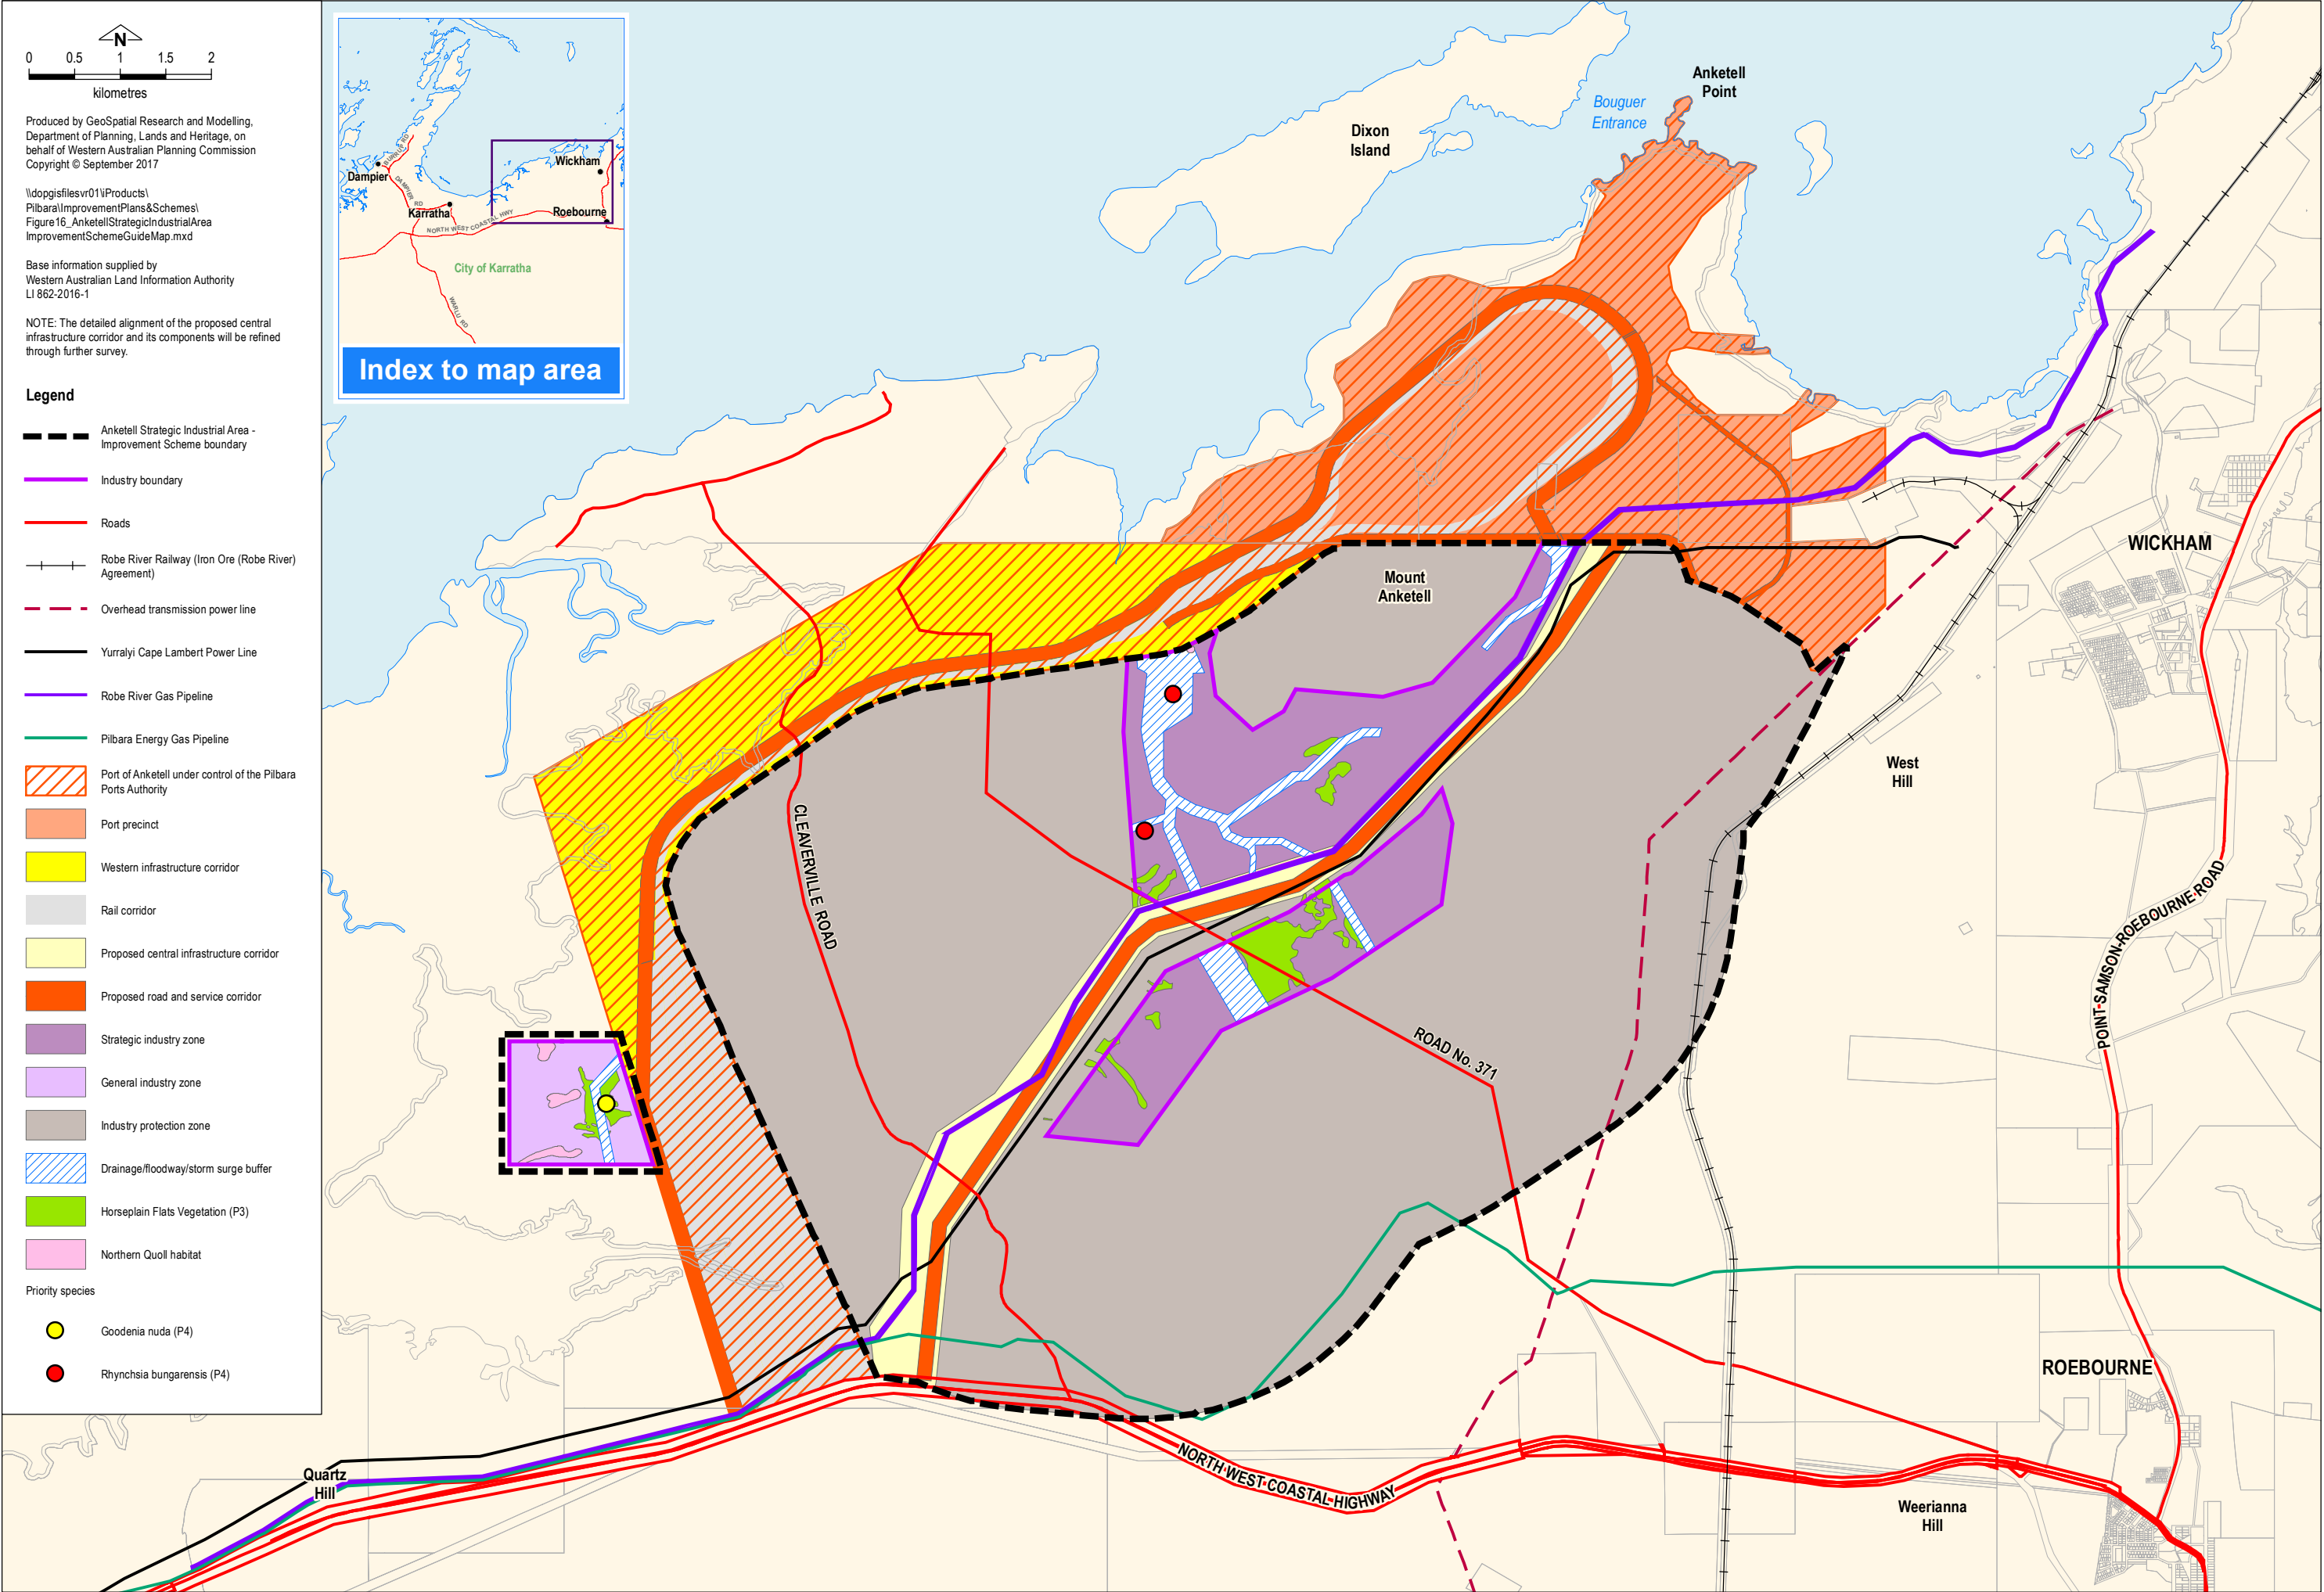 N
0 0.5 1 1.5 2
kilometres
Produced by GeoSpatial Research and Modelling,
Department of Planning, Lands and Heritage, on
behalf of Western Australian Planning Commission
Copyright © September 2017
\\dopgisfilesvr01\iProducts\
Pilbara\ImprovementPlans&Schemes\
Figure16_AnketellStrategicIndustrialArea
ImprovementSchemeGuideMap.mxd
Base information supplied by
Western Australian Land Information Authority
LI 862-2016-1
NOTE: The detailed alignment of the proposed central
infrastructure corridor and its components will be refined
through further survey.
Legend
Anketell Strategic Industrial Area -
Improvement Scheme boundary
Industry boundary
Roads
Robe River Railway (Iron Ore (Robe River)
Agreement)
Overhead transmission power line
Yurralyi Cape Lambert Power Line
Robe River Gas Pipeline
Pilbara Energy Gas Pipeline
Port of Anketell under control of the Pilbara
Ports Authority
Port precinct
Western infrastructure corridor
Rail corridor
Proposed central infrastructure corridor
Proposed road and service corridor
Strategic industry zone
General industry zone
Industry protection zone
Drainage/floodway/storm surge buffer
Horseplain Flats Vegetation (P3)
Northern Quoll habitat
Priority species
Goodenia nuda (P4)
Rhynchsia bungarensis (P4)
BURRUP RD
Dampier
DAMPIER RD
Karratha
NORTH WEST COASTAL HWY
Wickham
Roebourne
City of Karratha
WARLU RD
Index to map area
Dixon
Island
Bouguer
Entrance
Anketell
Point
Mount
Anketell
WICKHAM
West
Hill
CLEAVERVILLE ROAD
ROAD No. 371
POINT-SAMSON-ROEBOURNE-ROAD
ROEBOURNE
Quartz
Hill
NORTH WEST COASTAL HIGHWAY
Weerianna
Hill